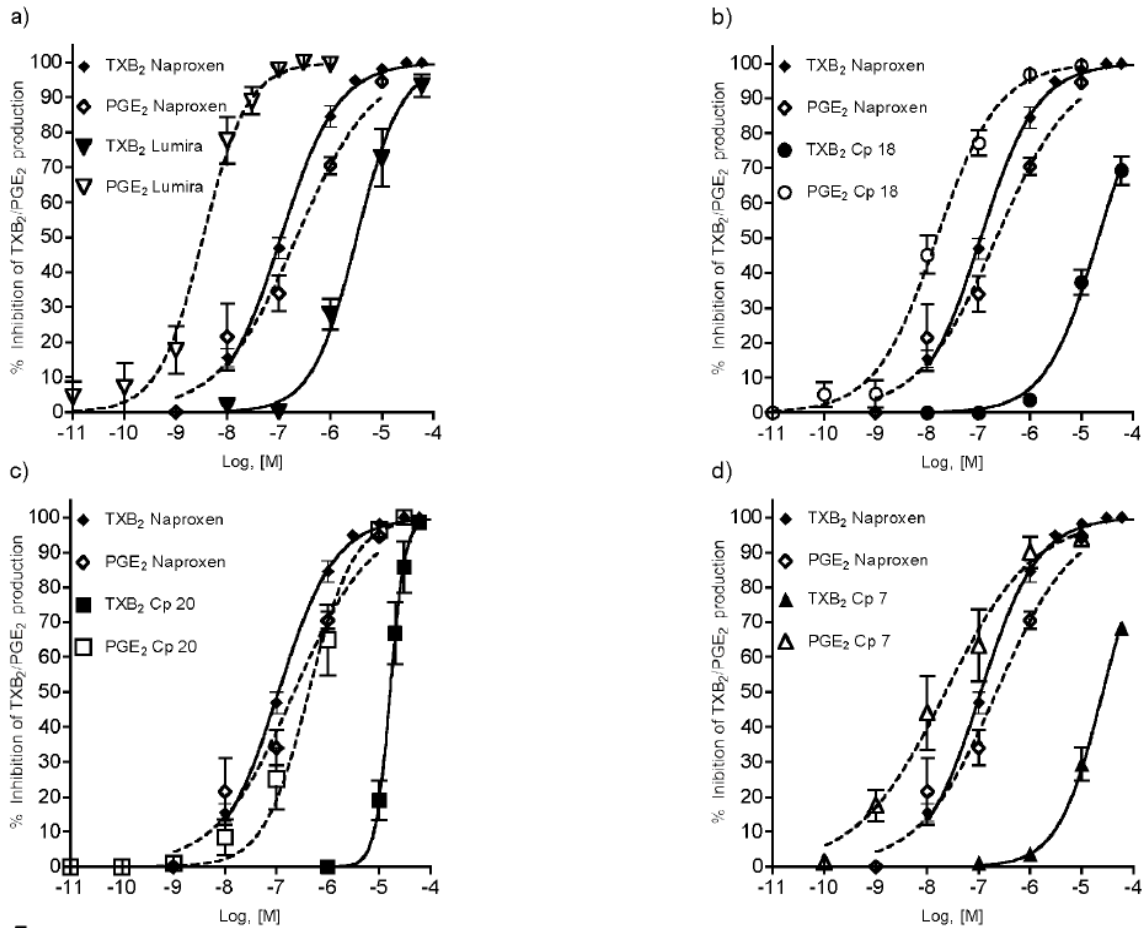 a)
% Inhibition of TXB2/PGE2 production
100
90
80
70
60
50
40
30
20
10
0
TXB2 Naproxen
PGE2 Naproxen
TXB2 Lumira
PGE2 Lumira
-11 -10 -9 -8 -7 -6 -5 -4
Log, [M]
b)
% Inhibition of TXB2/PGE2 production
100
90
80
70
60
50
40
30
20
10
0
TXB2 Naproxen
PGE2 Naproxen
TXB2 Cp 18
PGE2 Cp 18
-11 -10 -9 -8 -7 -6 -5 -4
Log, [M]
c)
% Inhibition of TXB2/PGE2 production
100
90
80
70
60
50
40
30
20
10
0
TXB2 Naproxen
PGE2 Naproxen
TXB2 Cp 20
PGE2 Cp 20
-11 -10 -9 -8 -7 -6 -5 -4
Log, [M]
d)
% Inibition of TXB2/PGE2 production
100
90
80
70
60
50
40
30
20
10
0
TXB2 Naproxen
PGE2 Naproxen
TXB2 Cp 7
PGE2 Cp 7
-11 -10 -9 -8 -7 -6 -5 -4
Log, [M]